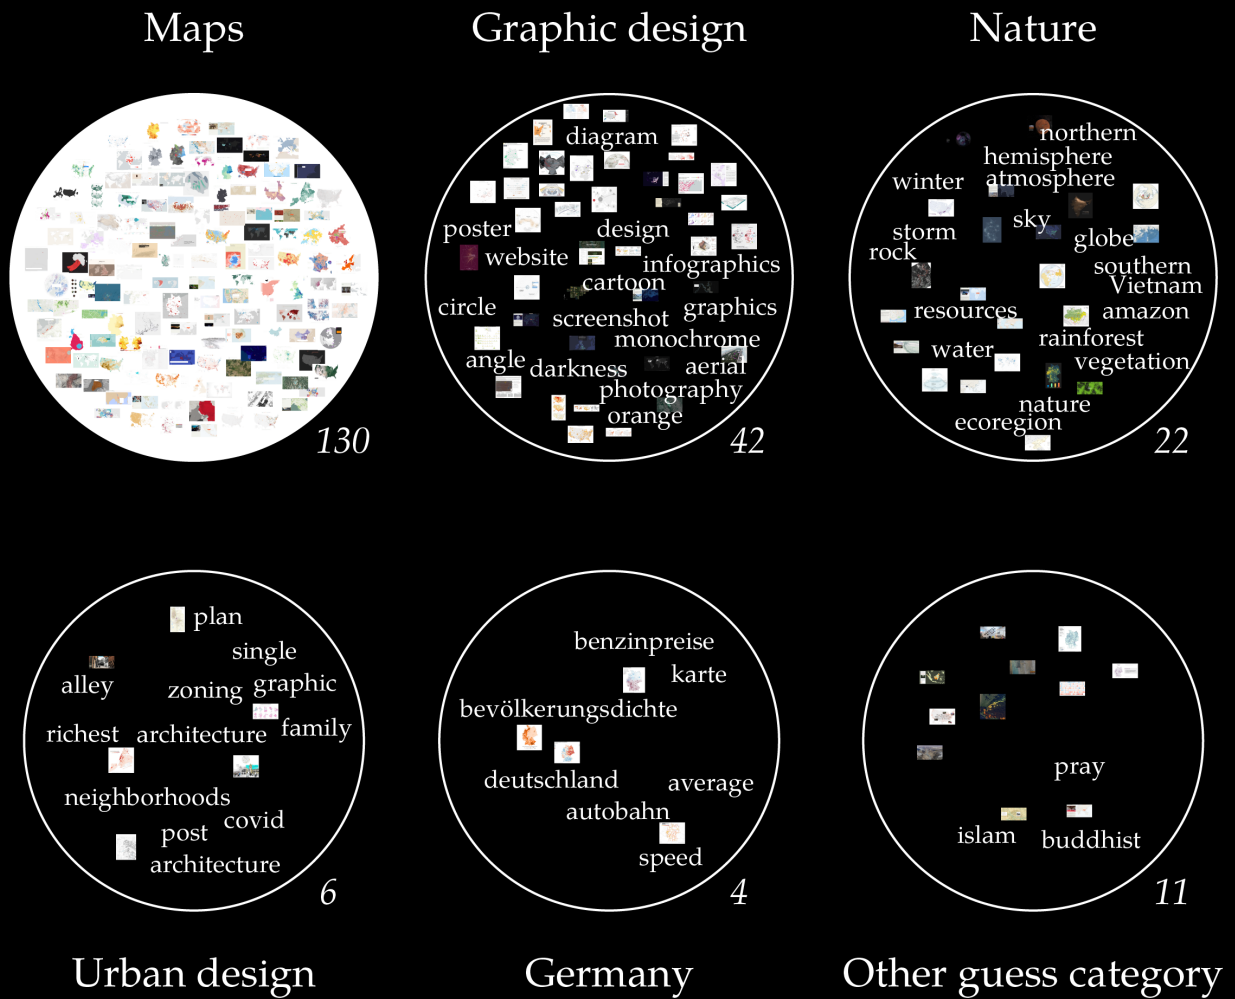 Maps
Graphic design
Nature
130
diagram
poster
design
website
infographics
cartoon
circle
screenshot
graphics
monochrome
angle
darkness
aerial
photography
orange
42
northern
hemisphere
atmosphere
winter
sky
storm
globe
rock
southern
Vietnam
resources
amazon
rainforest
water
vegetation
nature
ecoregion
22
plan
single
alley
zoning
graphic
richest
architecture
family
neighborhoods
covid
post
architecture
6
benzinpreise
karte
bevölkerungsdichte
deutschland
average
autobahn
speed
4
pray
islam
buddhist
11
Urban design
Germany
Other guess category